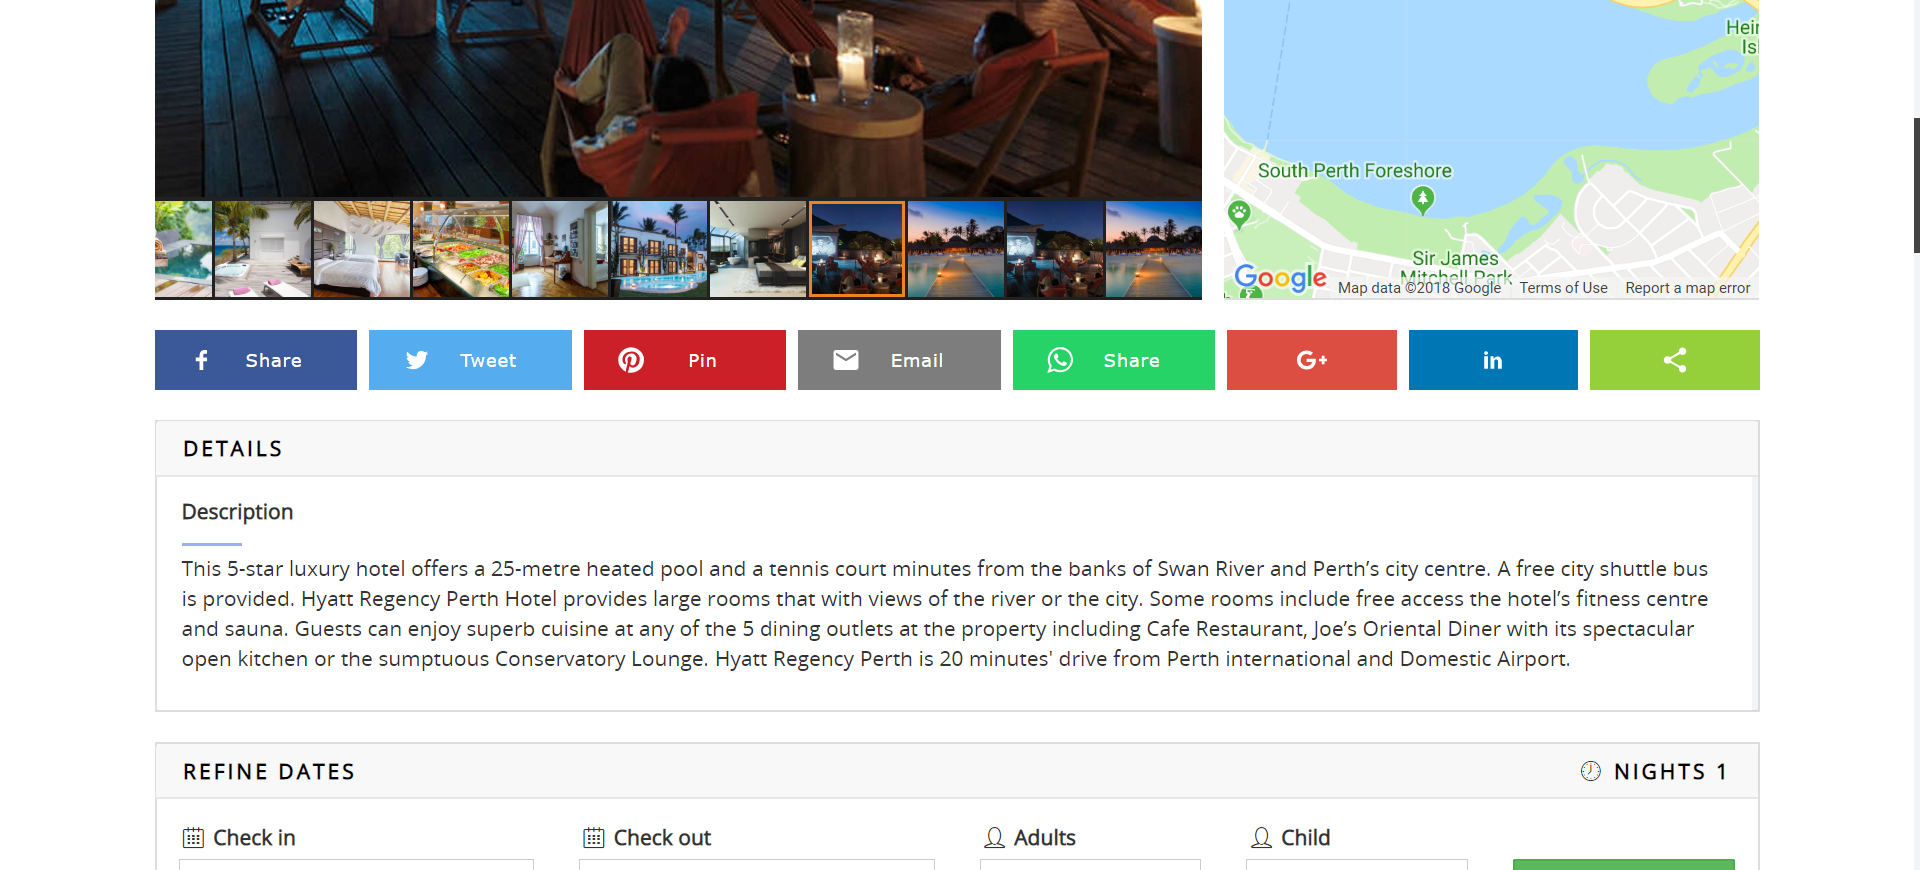 Hei
Is
South Perth Foreshore
Sir James
Mitchell Park
Google
Map data ©2018 Google Terms of Use Report a map error
Share Tweet Pin Email Share G+ in
DETAILS
Description
This 5-star luxury hotel offers a 25-metre heated pool and a tennis court minutes from the banks of Swan River and Perth’s city centre. A free city shuttle bus
is provided. Hyatt Regency Perth Hotel provides large rooms that with views of the river or the city. Some rooms include free access the hotel’s fitness centre
and sauna. Guests can enjoy superb cuisine at any of the 5 dining outlets at the property including Cafe Restaurant, Joe’s Oriental Diner with its spectacular
open kitchen or the sumptuous Conservatory Lounge. Hyatt Regency Perth is 20 minutes' drive from Perth international and Domestic Airport.
REFINE DATES NIGHTS 1
Check in Check out Adults Child